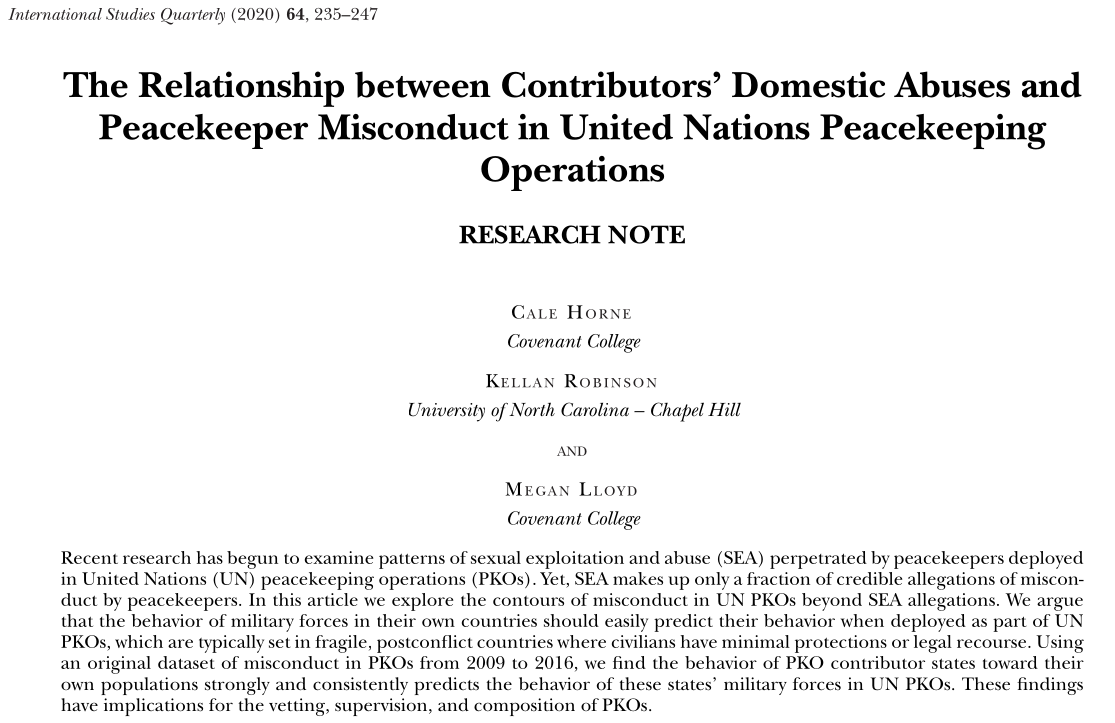 International Studies Quarterly (2020) 64, 235–247
The Relationship between Contributors’ Domestic Abuses and
Peacekeeper Misconduct in United Nations Peacekeeping
Operations
RESEARCH NOTE
CALE HORNE
Covenant College
KELLAN ROBINSON
University of North Carolina – Chapel Hill
AND
MEGAN LLOYD
Covenant College
Recent research has begun to examine patterns of sexual exploitation and abuse (SEA) perpetrated by peacekeepers deployed
in United Nations (UN) peacekeeping operations (PKOs). Yet, SEA makes up only a fraction of credible allegations of miscon-
duct by peacekeepers. In this article we explore the contours of misconduct in UN PKOs beyond SEA allegations. We argue
that the behavior of military forces in their own countries should easily predict their behavior when deployed as part of UN
PKOs, which are typically set in fragile, postconflict countries where civilians have minimal protections or legal recourse. Using
an original dataset of misconduct in PKOs from 2009 to 2016, we find the behavior of PKO contributor states toward their
own populations strongly and consistently predicts the behavior of these states’ military forces in UN PKOs. These findings
have implications for the vetting, supervision, and composition of PKOs.